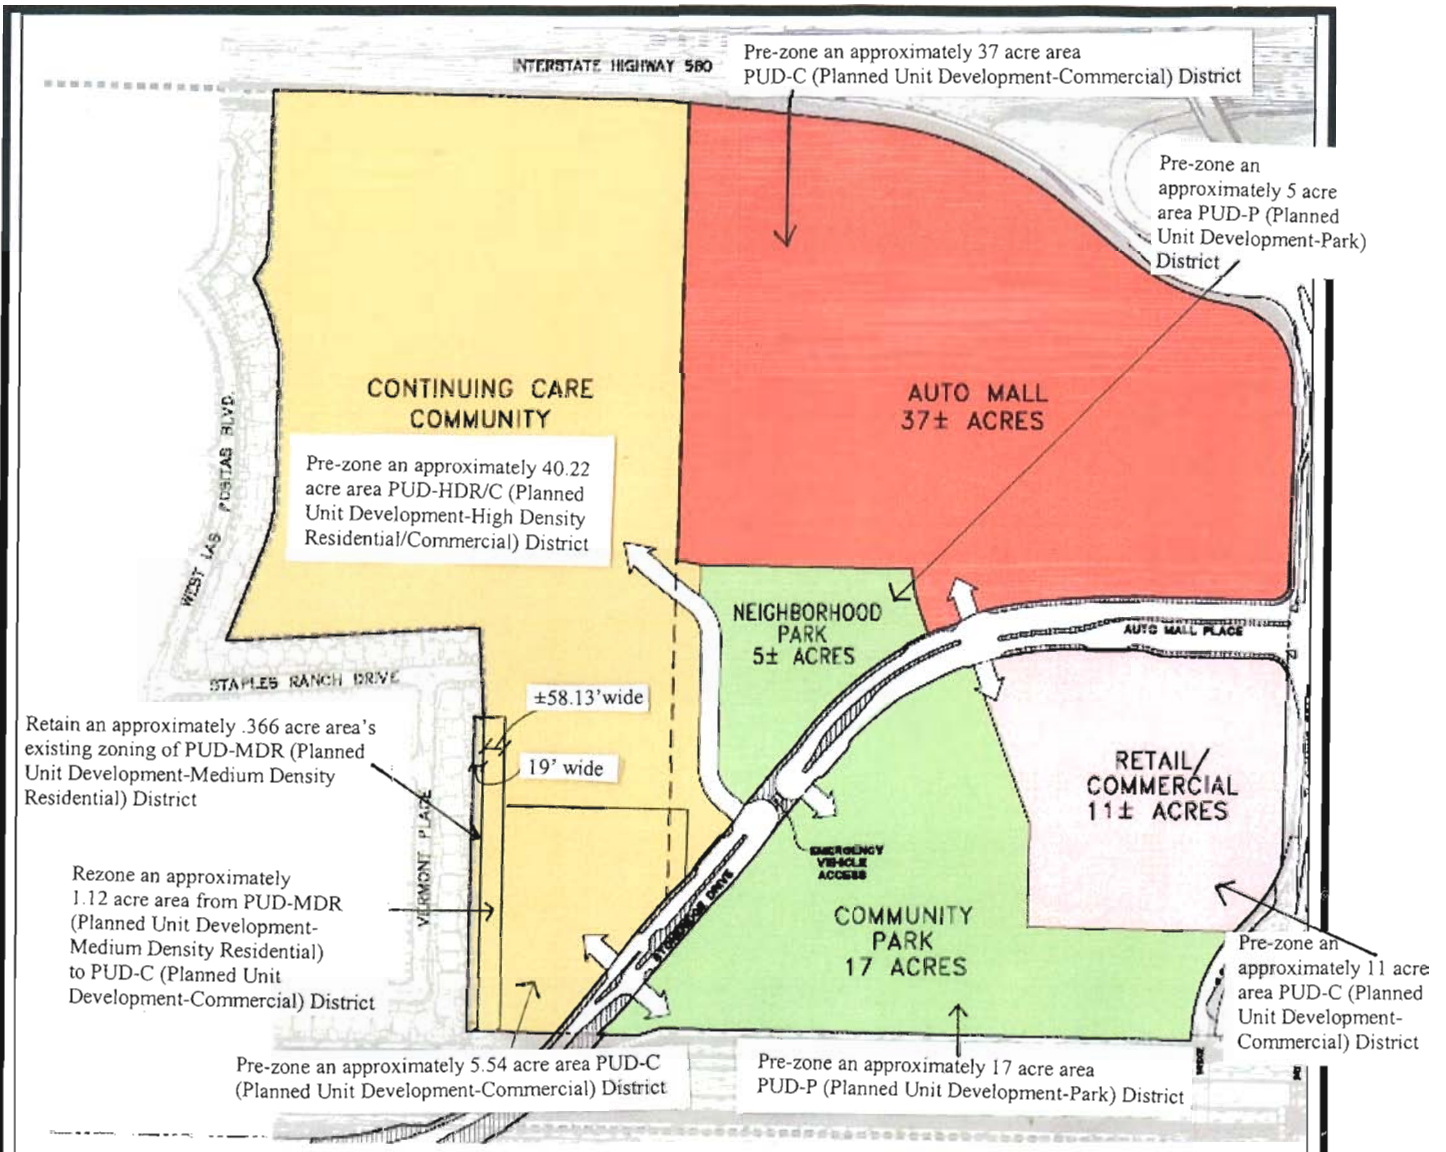 INTERSTATE HIGHWAY 580
Pre-zone an approximately 37 acre area
PUD-C (Planned Unit Development-Commercial) District
Pre-zone an
approximately 5 acre
area PUD-P (Planned
Unit Development-Park)
District
CONTINUING CARE
COMMUNITY
AUTO MALL
37± ACRES
Pre-zone an approximately 40.22
acre area PUD-HDR/C (Planned
Unit Development-High Density
Residential/Commercial) District
WEST LAS POSITAS BLVD.
NEIGHBORHOOD
PARK
5± ACRES
AUTO MALL PLACE
STAPLES RANCH DRIVE
±58.13'wide
19' wide
Retain an approximately .366 acre area's
existing zoning of PUD-MDR (Planned
Unit Development-Medium Density
Residential) District
RETAIL/
COMMERCIAL
11± ACRES
VERMONT PLACE
EMERGENCY
VEHICLE
ACCESS
STONERIDGE DRIVE
Rezone an approximately
1.12 acre area from PUD-MDR
(Planned Unit Development-
Medium Density Residential)
to PUD-C (Planned Unit
Development-Commercial) District
COMMUNITY
PARK
17 ACRES
Pre-zone an
approximately 11 acre
area PUD-C (Planned
Unit Development-
Commercial) District
Pre-zone an approximately 5.54 acre area PUD-C
(Planned Unit Development-Commercial) District
Pre-zone an approximately 17 acre area
PUD-P (Planned Unit Development-Park) District